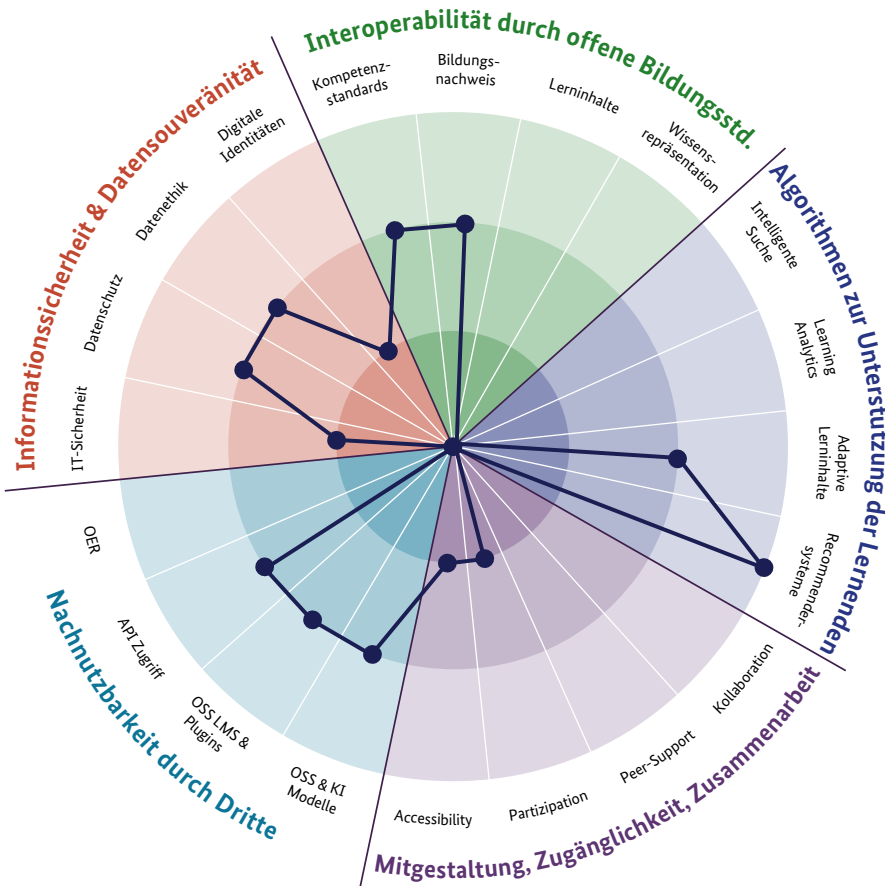 Interoperabilität durch offene Bildungsstd.
Kompetenz-
standards
Bildungs-
nachweis
Lerninhalte
Wissens-
repräsentation
Algorithmen zur Unterstützung der Lernenden
Intelligente
Suche
Learning
Analytics
Adaptive
Lerninhalte
Recommender-
systeme
Mitgestaltung, Zugänglichkeit, Zusammenarbeit
Kollaboration
Peer-Support
Partizipation
Accessibility
Nachnutzbarkeit durch Dritte
OSS & KI
Modelle
OSS LMS &
Plugins
API Zugriff
OER
Informationssicherheit & Datensouveränität
IT-Sicherheit
Datenschutz
Datenethik
Digitale
Identitäten